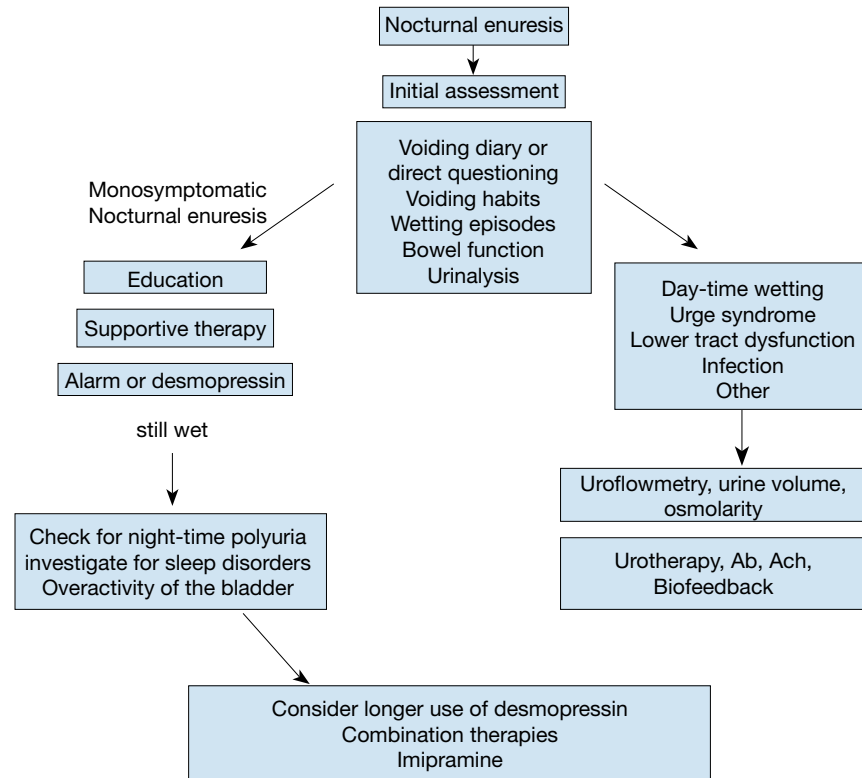 Nocturnal enuresis
Initial assessment
Voiding diary or
direct questioning
Voiding habits
Wetting episodes
Bowel function
Urinalysis
Monosymptomatic
Nocturnal enuresis
Education
Supportive therapy
Alarm or desmopressin
still wet
Check for night-time polyuria
investigate for sleep disorders
Overactivity of the bladder
Day-time wetting
Urge syndrome
Lower tract dysfunction
Infection
Other
Uroflowmetry, urine volume,
osmolarity
Urotherapy, Ab, Ach,
Biofeedback
Consider longer use of desmopressin
Combination therapies
Imipramine